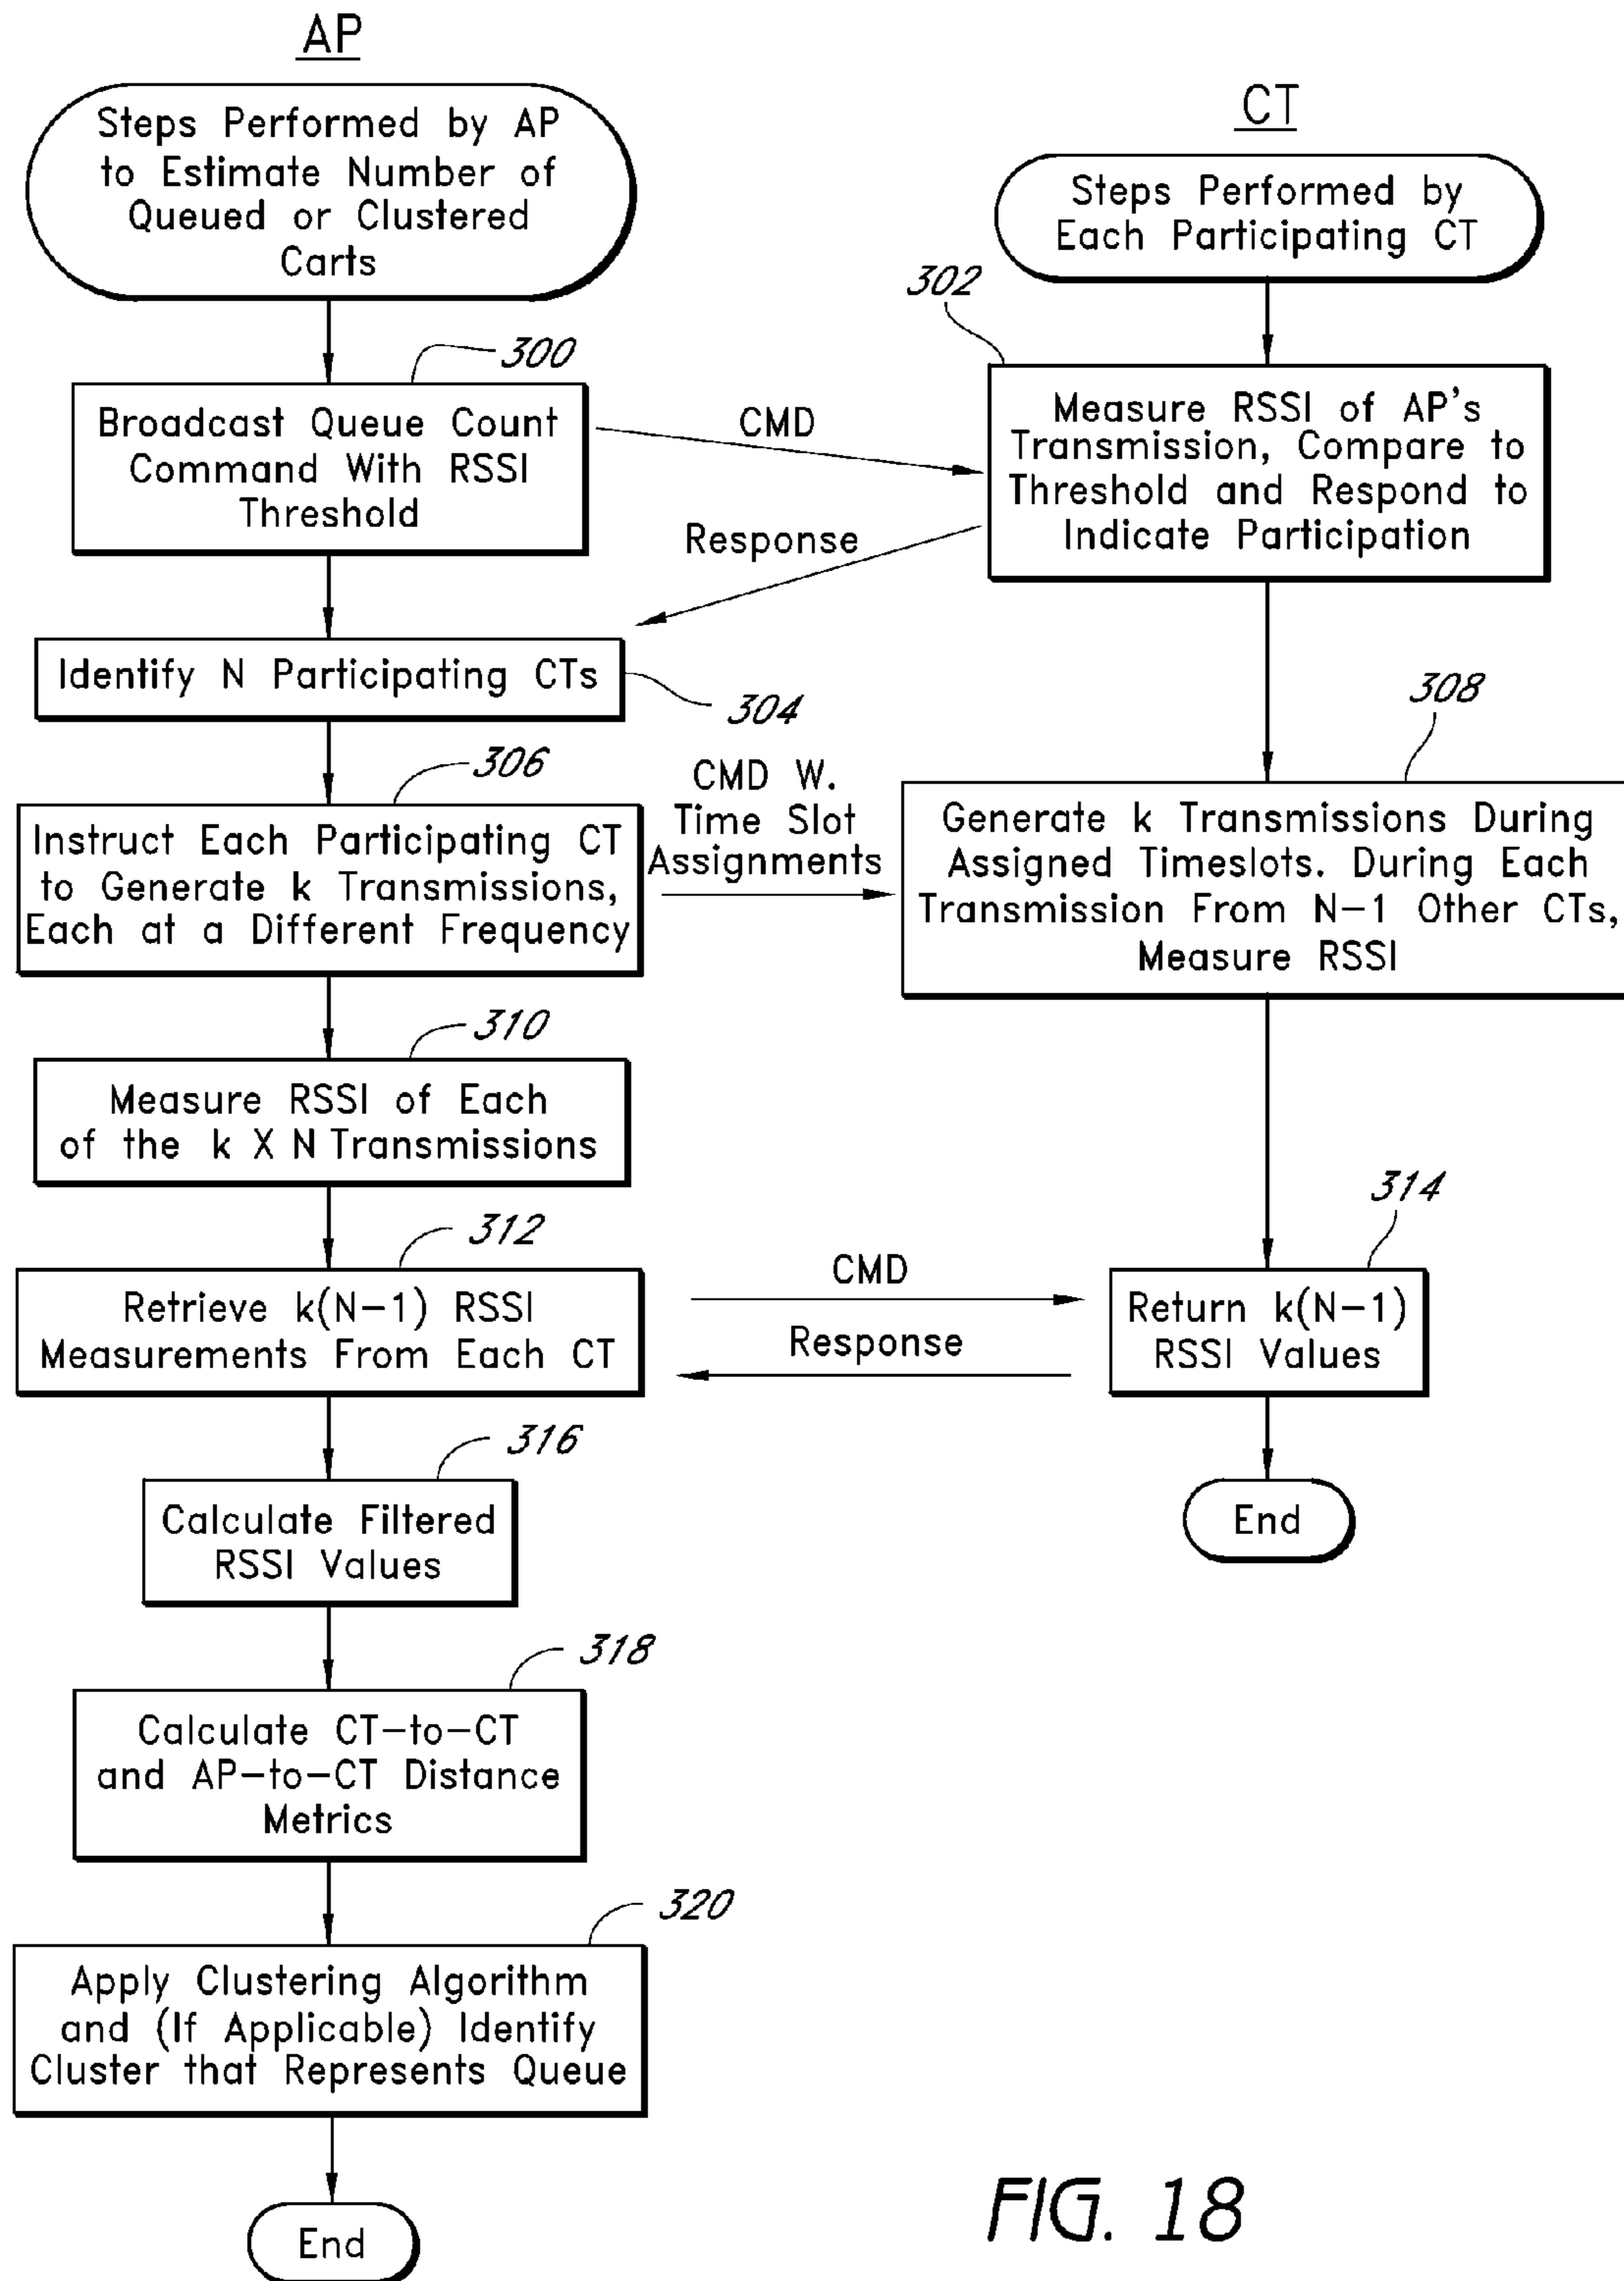 AP
Steps Performed by AP
to Estimate Number of
Queued or Clustered
Carts
CT
Steps Performed by
Each Participating CT
300
Broadcast Queue Count
Command With RSSI
Threshold
CMD
302
Measure RSSI of AP's
Transmission, Compare to
Threshold and Respond to
Indicate Participation
Response
Identify N Participating CTs
304
306
Instruct Each Participating CT
to Generate k Transmissions,
Each at a Different Frequency
CMD W.
Time Slot
Assignments
308
Generate k Transmissions During
Assigned Timeslots. During Each
Transmission From N-1 Other CTs,
Measure RSSI
310
Measure RSSI of Each
of the k X N Transmissions
312
Retrieve k(N-1) RSSI
Measurements From Each CT
CMD
Response
314
Return k(N-1)
RSSI Values
End
316
Calculate Filtered
RSSI Values
318
Calculate CT-to-CT
and AP-to-CT Distance
Metrics
320
Apply Clustering Algorithm
and (If Applicable) Identify
Cluster that Represents Queue
End
FIG. 18